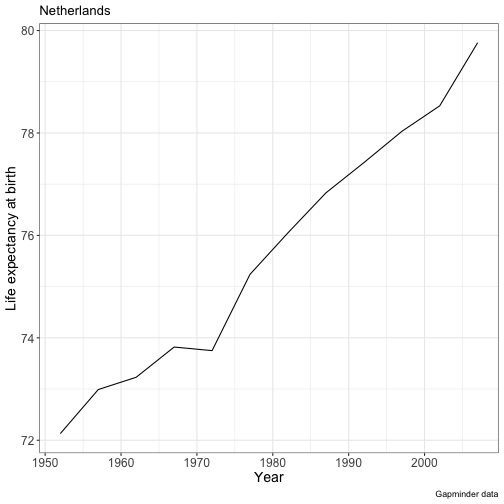 Netherlands
80
78
76
74
72
Life expectancy at birth
1950 1960 1970 1980 1990 2000
Year
Gapminder data